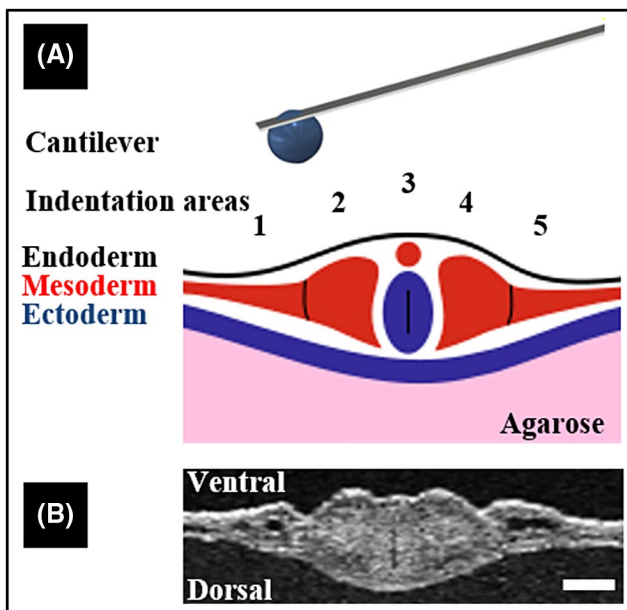 (A)
Cantilever
Indentation areas
1 2 3 4 5
Endoderm
Mesoderm
Ectoderm
Agarose
(B)
Ventral
Dorsal